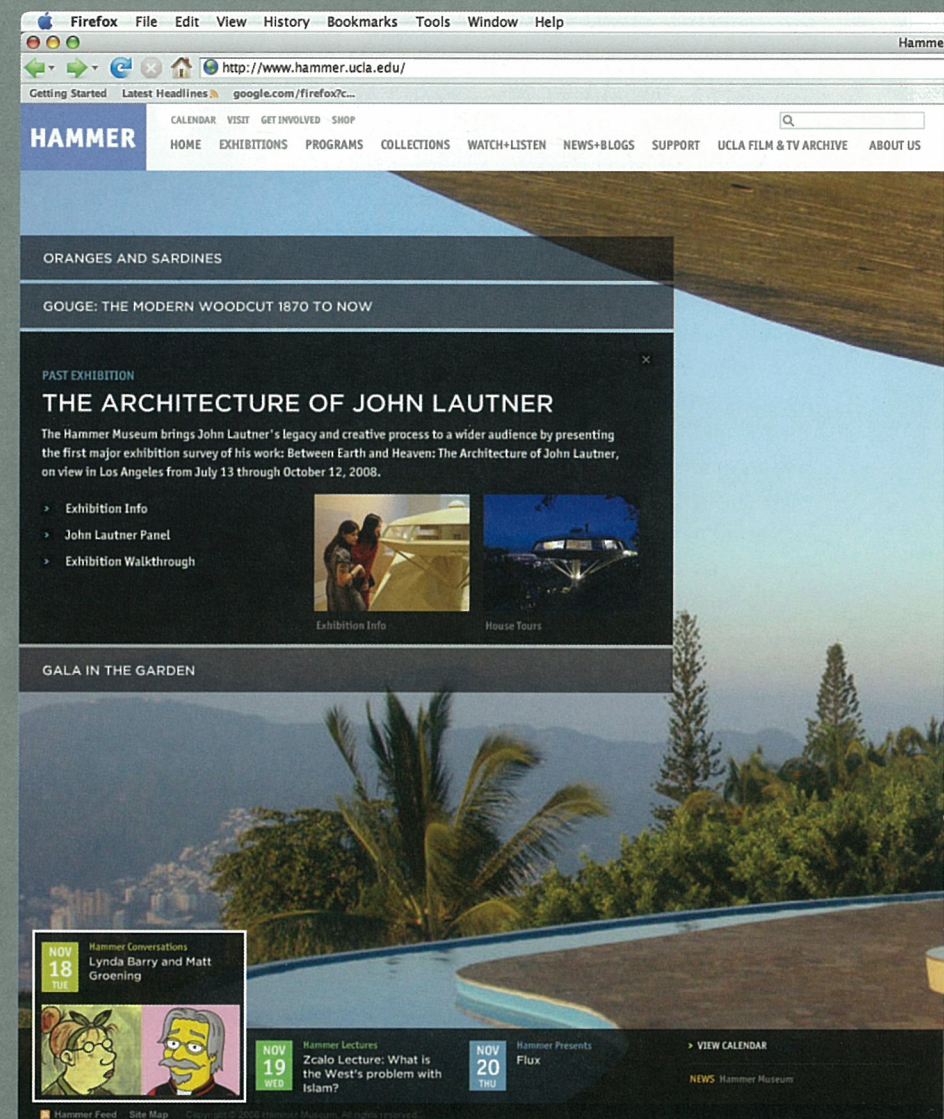 Firefox File Edit View History Bookmarks Tools Window Help
Hamme
http://www.hammer.ucla.edu/
Getting Started Latest Headlines google.com/firefox?c...
HAMMER
CALENDAR VISIT GET INVOLVED SHOP
HOME EXHIBITIONS PROGRAMS COLLECTIONS WATCH+LISTEN NEWS+BLOGS SUPPORT UCLA FILM & TV ARCHIVE ABOUT US
ORANGES AND SARDINES
GOUGE: THE MODERN WOODCUT 1870 TO NOW
PAST EXHIBITION
THE ARCHITECTURE OF JOHN LAUTNER
The Hammer Museum brings John Lautner's legacy and creative process to a wider audience by presenting
the first major exhibition survey of his work: Between Earth and Heaven: The Architecture of John Lautner,
on view in Los Angeles from July 13 through October 12, 2008.
> Exhibition Info
> John Lautner Panel
> Exhibition Walkthrough
Exhibition Info
House Tours
GALA IN THE GARDEN
NOV
18
TUE
Hammer Conversations
Lynda Barry and Matt
Groening
NOV
19
WED
Hammer Lectures
Zcalo Lecture: What is
the West's problem with
Islam?
NOV
20
THU
Hammer Presents
Flux
> VIEW CALENDAR
NEWS Hammer Museum
Hammer Feed Site Map Copyright © 2008 Hammer Museum. All rights reserved.